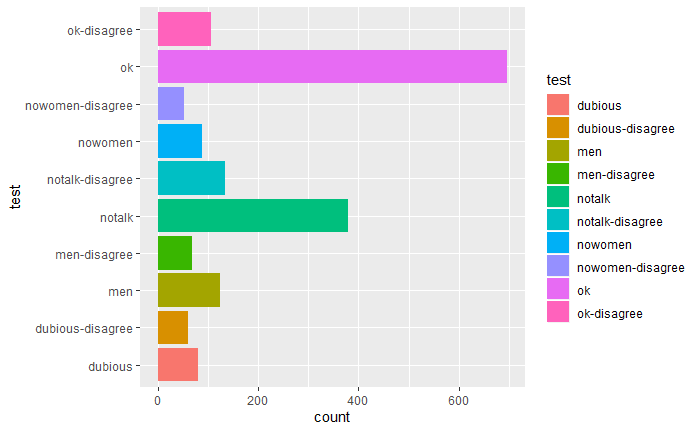 ok-disagree
ok
nowomen-disagree
nowomen
notalk-disagree
notalk
men-disagree
men
dubious-disagree
dubious
test
0 200 400 600
count
test
dubious
dubious-disagree
men
men-disagree
notalk
notalk-disagree
nowomen
nowomen-disagree
ok
ok-disagree